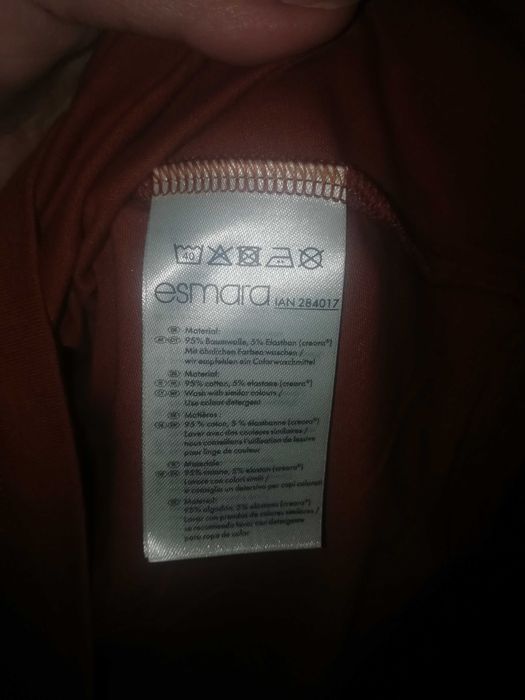 40
esmara IAN 284017
DE Material:
AT CH 95% Baumwolle, 5% Elasthan (creora®)
Mit ähnlichen Farben waschen /
wir empfehlen ein Colorwaschmittel
Material:
95% cotton, 5% elastane (creora®)
Wash with similar colours /
Use colour detergent
Matières :
95 % coton, 5 % élasthanne (creora®)
Laver avec des couleurs similaires /
nous conseillons l'utilisation de lessive
pour linge de couleur
Materiale:
95% cotone, 5% elastan (creora®)
Lavare con colori simili /
si consiglia un detersivo per capi colorati
Material:
95% algodón, 5% elastano (creora®)
Lavar con prendas de colores similares /
se recomienda lavar con detergente
para ropa de color